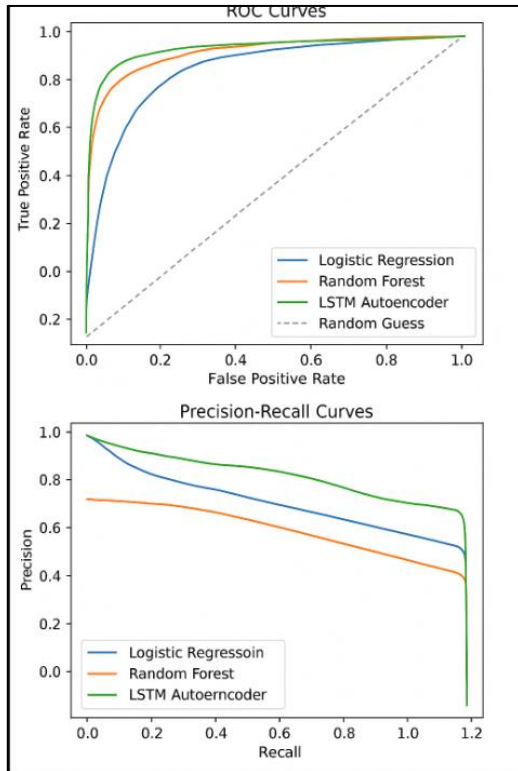 ROC Curves
1.0
0.8
0.6
0.4
0.0
0.2
True Positive Rate
Logistic Regression
Random Forest
LSTM Autoencoder
Random Guess
0.0 0.2 0.4 0.6 0.8 1.0
False Positive Rate
Precision-Recall Curves
1.0
0.8
0.6
0.4
0.2
0.0
Precision
Logistic Regressoin
Random Forest
LSTM Autoerncoder
0.0 0.2 0.4 0.6 0.8 1.0 1.2
Recall